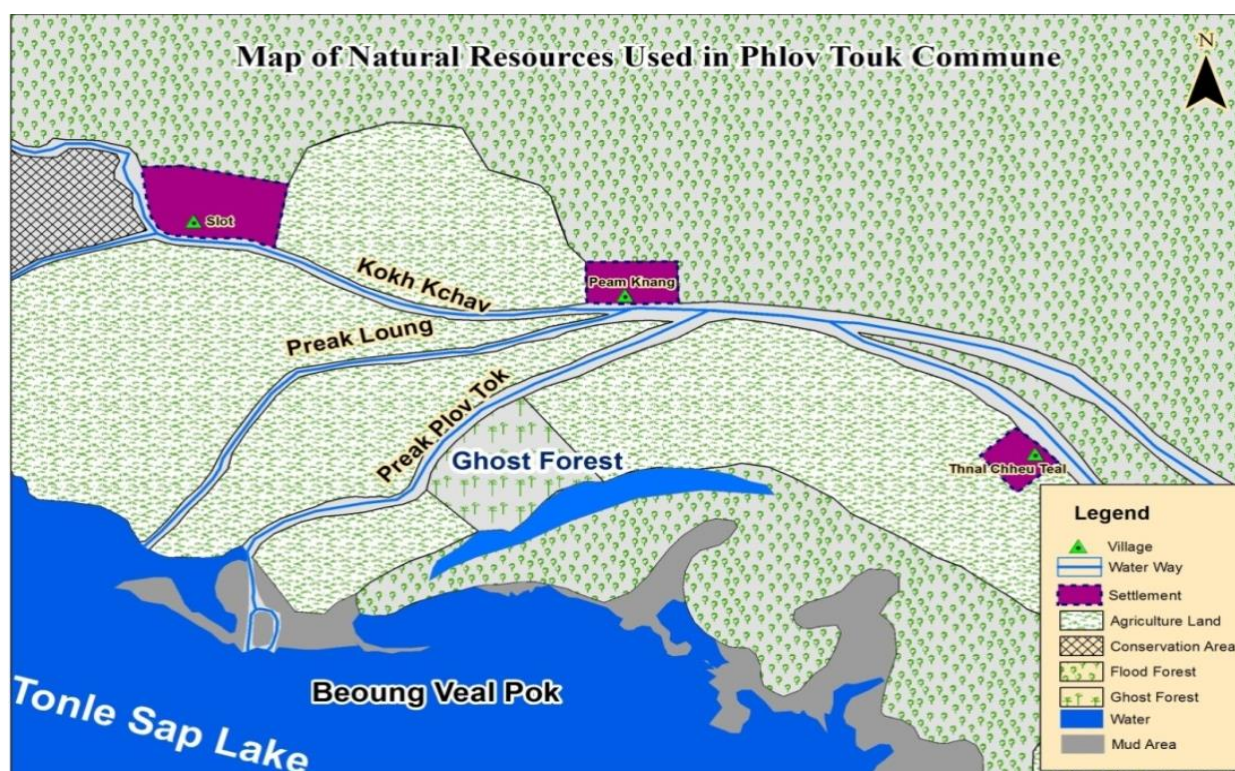 Map of Natural Resources Used in Phlov Touk Commune
N
Slot
Peam Knang
Kokh Kchav
Preak Loung
Preak Plov Tok
Ghost Forest
Thnal Chheu Teal
Beoung Veal Pok
Tonle Sap Lake
Legend
Village
Water Way
Settlement
Agriculture Land
Conservation Area
Flood Forest
Ghost Forest
Water
Mud Area